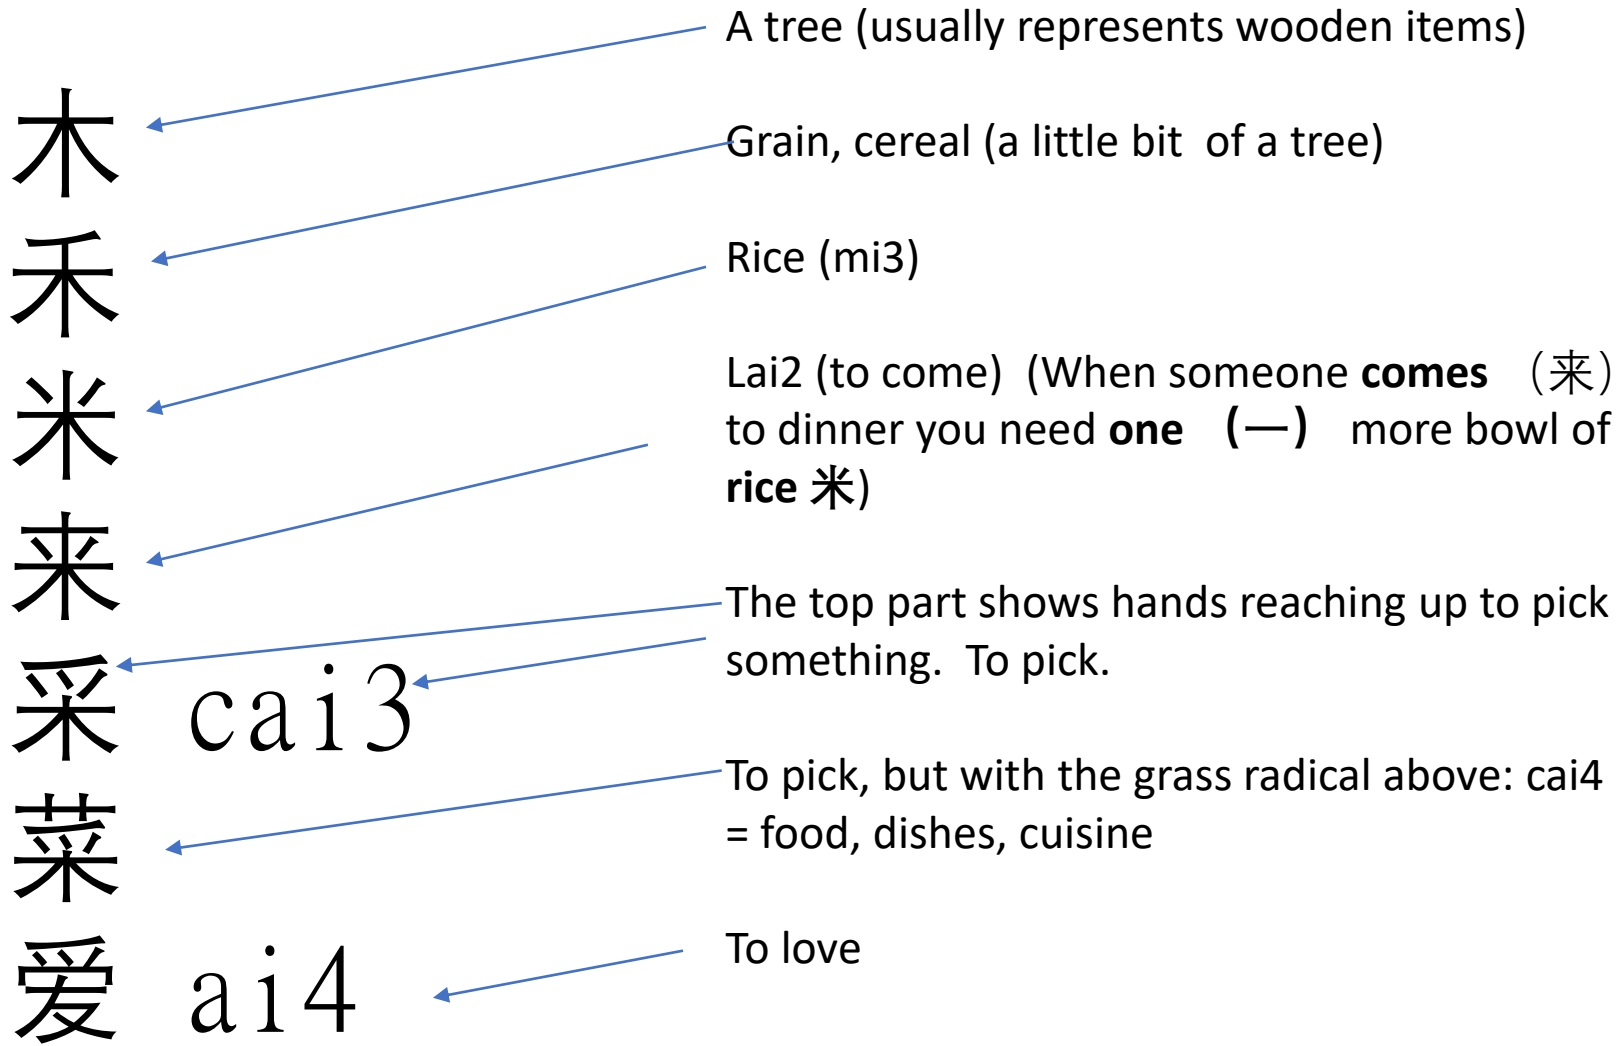 木
禾
米
来
采 cai3
菜
爱 ai4
A tree (usually represents wooden items)
Grain, cereal (a little bit of a tree)
Rice (mi3)
Lai2 (to come) (When someone comes （来）
to dinner you need one （一） more bowl of
rice 米)
The top part shows hands reaching up to pick
something. To pick.
To pick, but with the grass radical above: cai4
= food, dishes, cuisine
To love